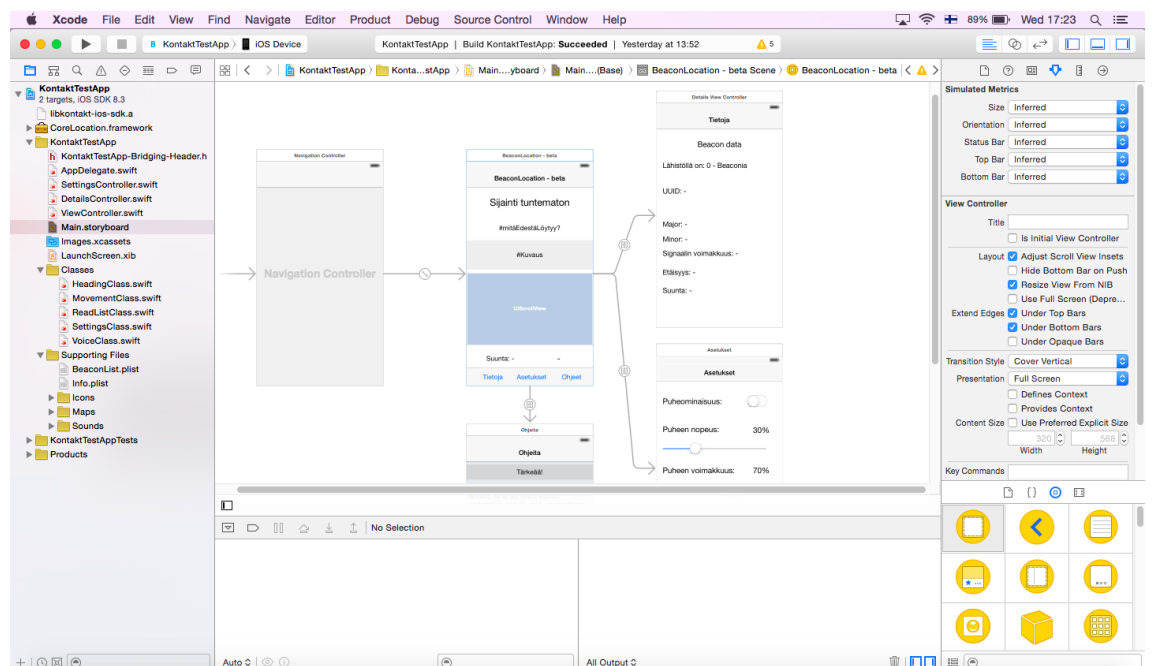 Xcode File Edit View Find Navigate Editor Product Debug Source Control Window Help 89% Wed 17:23
KontaktTestApp iOS Device KontaktTestApp | Build KontaktTestApp: Succeeded | Yesterday at 13:52 5
KontaktTestApp Konta...stApp Main....yboard Main....(Base) BeaconLocation - beta Scene BeaconLocation - beta
KontaktTestApp
2 targets, iOS SDK 8.3
libkontakt-ios-sdk.a
CoreLocation.framework
KontaktTestApp
KontaktTestApp-Bridging-Header.h
AppDelegate.swift
SettingsController.swift
DetailsController.swift
ViewController.swift
Main.storyboard
Images.xcassets
LaunchScreen.xib
Classes
HeadingClass.swift
MovementClass.swift
ReadListClass.swift
SettingsClass.swift
VoiceClass.swift
Supporting Files
BeaconList.plist
Info.plist
Icons
Maps
Sounds
KontaktTestAppTests
Products
Navigation Controller
Navigation Controller
BeaconLocation - beta
BeaconLocation - beta
Sijainti tuntematon
#mitäEdestäLöytyy?
#Kuvaus
UIScrollView
Suunta: - -
Tietoja Asetukset Ohjeet
Ohjeita
Ohjeita
Tärkeää!
Details View Controller
Tietoja
Beacon data
Lähistöllä on: 0 - Beaconia
UUID: -
Major: -
Minor: -
Signaalin voimakkuus: -
Etäisyys: -
Suunta: -
Asetukset
Asetukset
Puheominaisuus:
Puheen nopeus: 30%
Puheen voimakkuus: 70%
No Selection
Auto
All Output
Simulated Metrics
Size Inferred
Orientation Inferred
Status Bar Inferred
Top Bar Inferred
Bottom Bar Inferred
View Controller
Title
Is Initial View Controller
Layout Adjust Scroll View Insets
Hide Bottom Bar on Push
Resize View From NIB
Use Full Screen (Depre...
Extend Edges Under Top Bars
Under Bottom Bars
Under Opaque Bars
Transition Style Cover Vertical
Presentation Full Screen
Defines Context
Provides Context
Content Size Use Preferred Explicit Size
320 568
Width Height
Key Commands